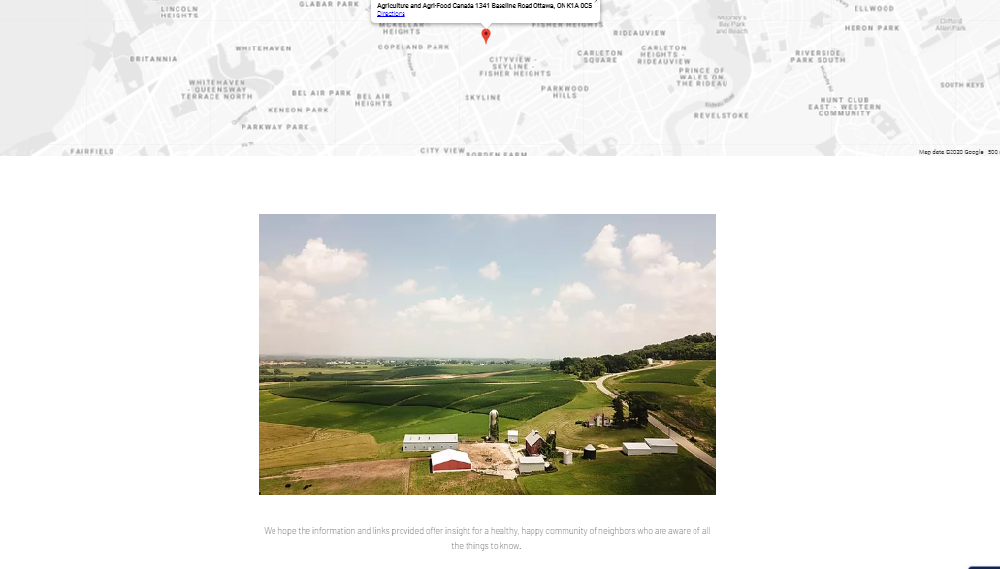 GLABAR PARK
LINCOLN
HEIGHTS
Agriculture and Agri-Food Canada 1341 Baseline Road Ottawa, ON K1A 0C5
Directions
ELLWOOD
MCKELLAR
HEIGHTS
FISHER HEIGHTS
Mooney's
Bay Park
and Beach
Clifford
Allen Park
HERON PARK
RIDEAUVIEW
WHITEHAVEN
COPELAND PARK
BRITANNIA
CITYVIEW -
SKYLINE -
FISHER HEIGHTS
CARLETON
SQUARE
CARLETON
HEIGHTS -
RIDEAUVIEW
RIVERSIDE
PARK SOUTH
PRINCE OF
WALES ON
THE RIDEAU
WHITEHAVEN
- QUEENSWAY
TERRACE NORTH
BEL AIR PARK
BEL AIR
HEIGHTS
SKYLINE
PARKWOOD
HILLS
SOUTH KEYS
KENSON PARK
Rideau River
REVELSTOKE
HUNT CLUB
EAST - WESTERN
COMMUNITY
PARKWAY PARK
FAIRFIELD
CITY VIEW
BORDEN FARM
Map data ©2020 Google
500
We hope the information and links provided offer insight for a healthy, happy community of neighbors who are aware of all
the things to know.